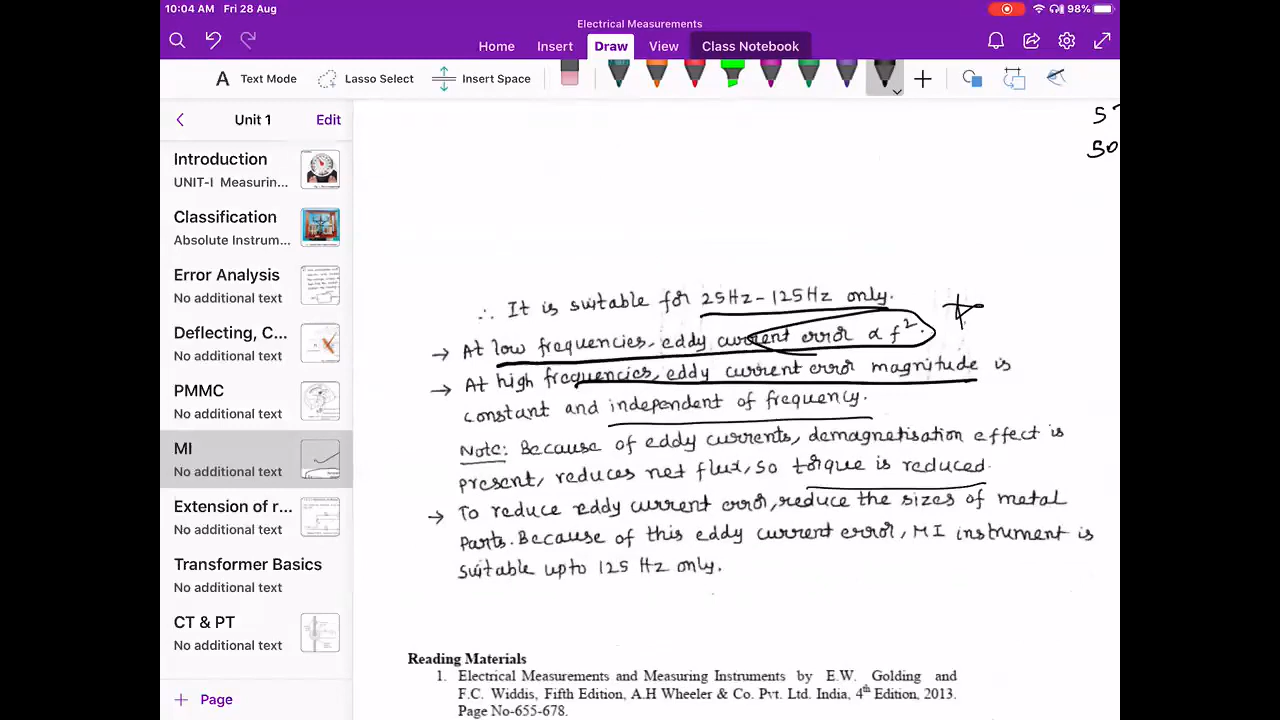 10:04 AM Fri 28 Aug
98%
Electrical Measurements
Home Insert Draw View Class Notebook
Text Mode Lasso Select Insert Space
Unit 1 Edit
Introduction
UNIT-I Measurin...
Classification
Absolute Instrum...
Error Analysis
No additional text
Deflecting, C...
No additional text
PMMC
No additional text
MI
No additional text
Extension of r...
No additional text
Transformer Basics
No additional text
CT & PT
No additional text
+ Page
50
∴ It is suitable for 25Hz-125Hz only.
→ At low frequencies, eddy current error α f².
→ At high frequencies, eddy current error magnitude is
constant and independent of frequency.
Note: Because of eddy currents, demagnetisation effect is
present, reduces net flux, so torque is reduced.
→ To reduce eddy current error, reduce the sizes of metal
parts. Because of this eddy current error, MI instrument is
suitable upto 125 Hz only.
Reading Materials
1. Electrical Measurements and Measuring Instruments by E.W. Golding and
F.C. Widdis, Fifth Edition, A.H Wheeler & Co. Pvt. Ltd. India, 4th Edition, 2013.
Page No-655-678.